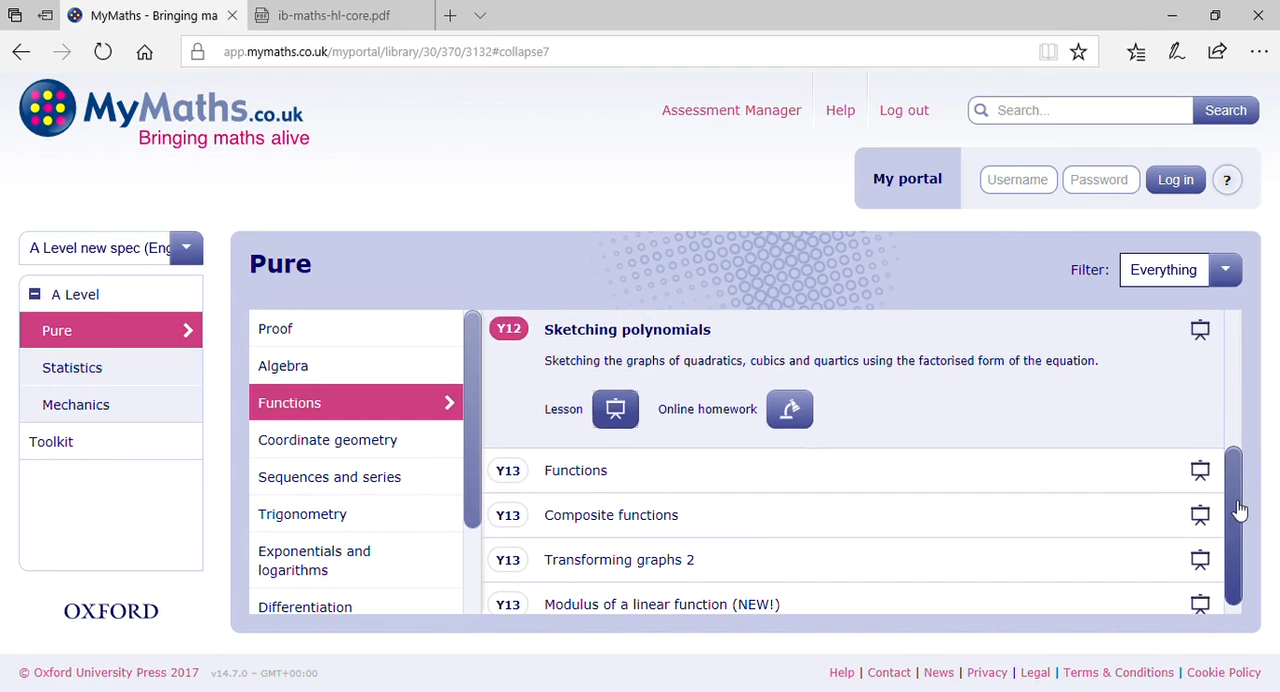 MyMaths - Bringing ma
ib-maths-hl-core.pdf
app.mymaths.co.uk/myportal/library/30/370/3132#collapse7
MyMaths.co.uk
Bringing maths alive
Assessment Manager
Help
Log out
Search...
Search
My portal
Username
Password
Log in
?
A Level new spec (Eng
A Level
Pure
Statistics
Mechanics
Toolkit
OXFORD
Pure
Filter:
Everything
Proof
Algebra
Functions
Coordinate geometry
Sequences and series
Trigonometry
Exponentials and
logarithms
Differentiation
Y12 Sketching polynomials
Sketching the graphs of quadratics, cubics and quartics using the factorised form of the equation.
Lesson
Online homework
Y13 Functions
Y13 Composite functions
Y13 Transforming graphs 2
Y13 Modulus of a linear function (NEW!)
© Oxford University Press 2017 v14.7.0 – GMT+00:00
Help | Contact | News | Privacy | Legal | Terms & Conditions | Cookie Policy